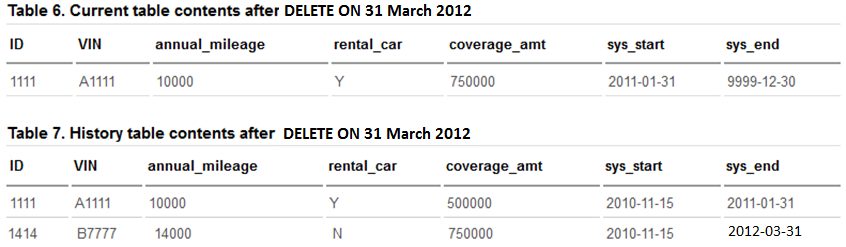 Table 6. Current table contents after DELETE ON 31 March 2012
ID VIN annual_mileage rental_car coverage_amt sys_start sys_end
1111 A1111 10000 Y 750000 2011-01-31 9999-12-30
Table 7. History table contents after DELETE ON 31 March 2012
ID VIN annual_mileage rental_car coverage_amt sys_start sys_end
1111 A1111 10000 Y 500000 2010-11-15 2011-01-31
1414 B7777 14000 N 750000 2010-11-15 2012-03-31